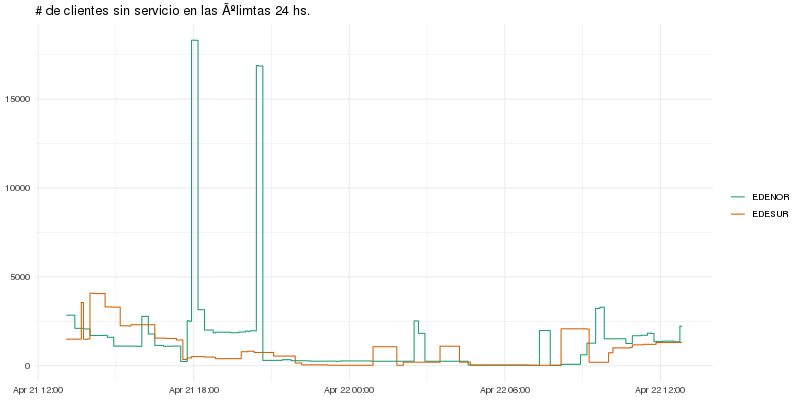 # de clientes sin servicio en las Ãºlimtas 24 hs.
15000
10000
5000
0
Apr 21 12:00
Apr 21 18:00
Apr 22 00:00
Apr 22 06:00
Apr 22 12:00
EDENOR
EDESUR